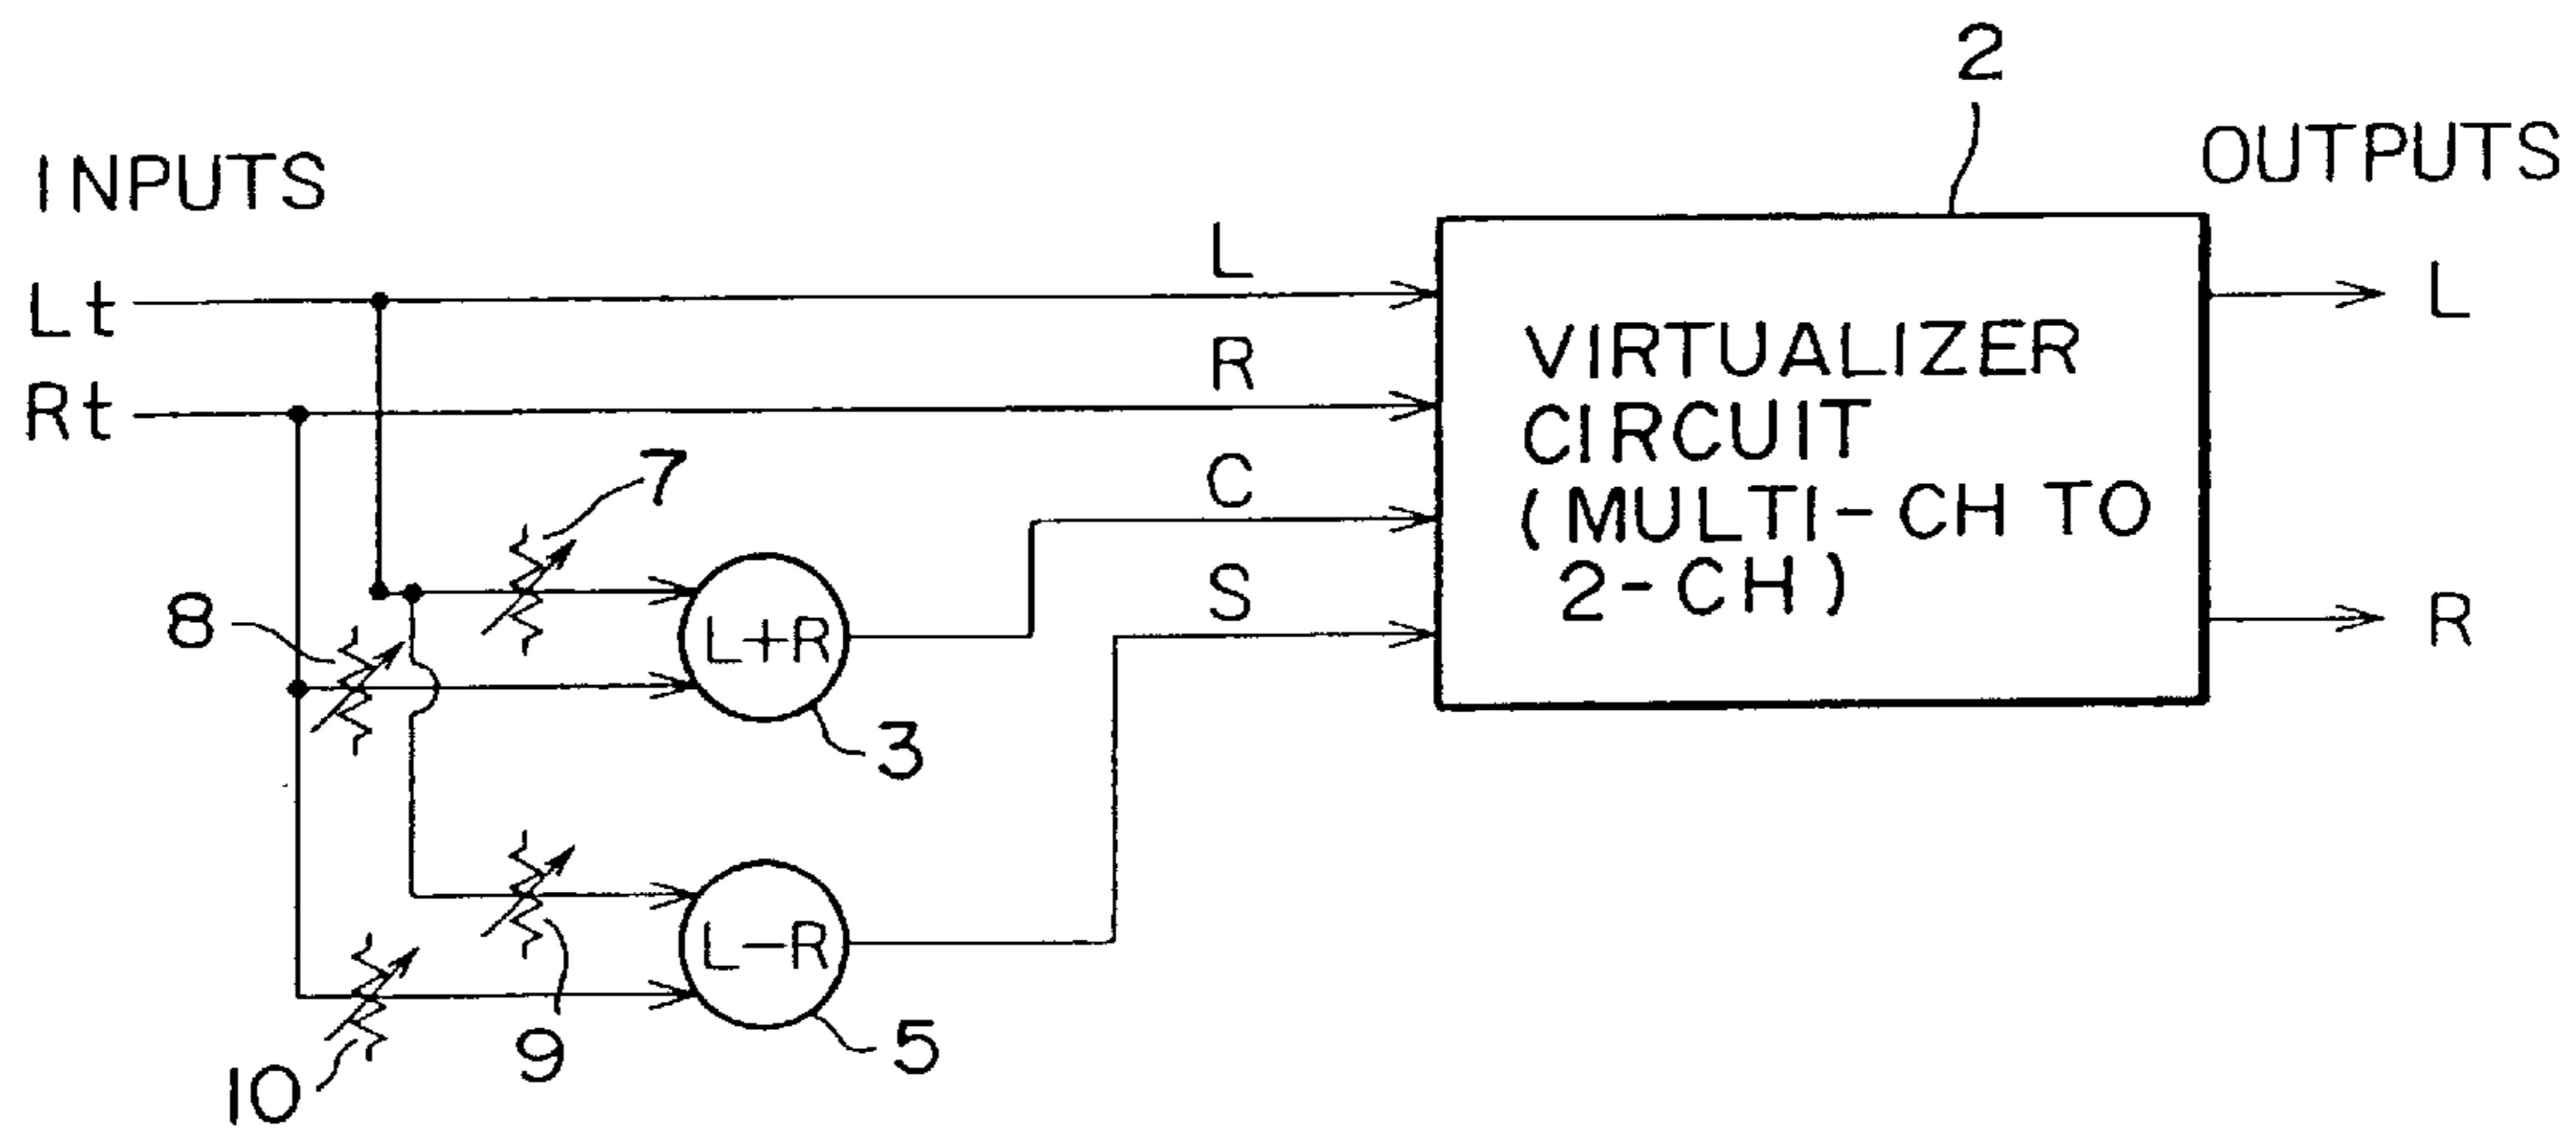 2
INPUTS
OUTPUTS
Lt
L
L
Rt
R
VIRTUALIZER
CIRCUIT
(MULTI-CH TO
2-CH)
7
C
8
S
L+R
R
3
L-R
9
5
10